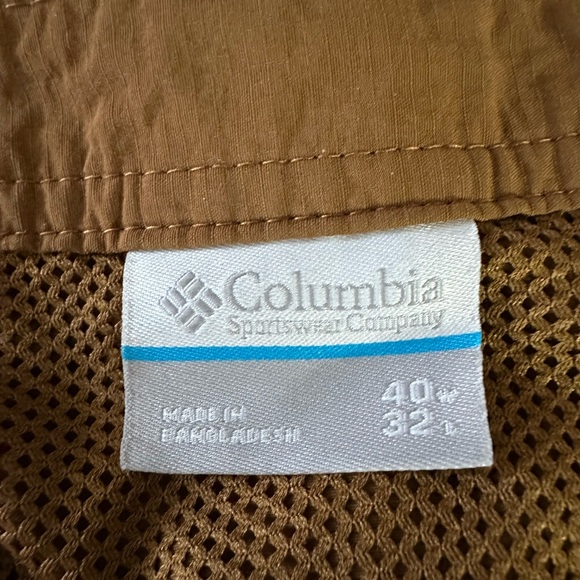 Columbia
Sportswear Company
40 W
32 L
MADE IN
BANGLADESH